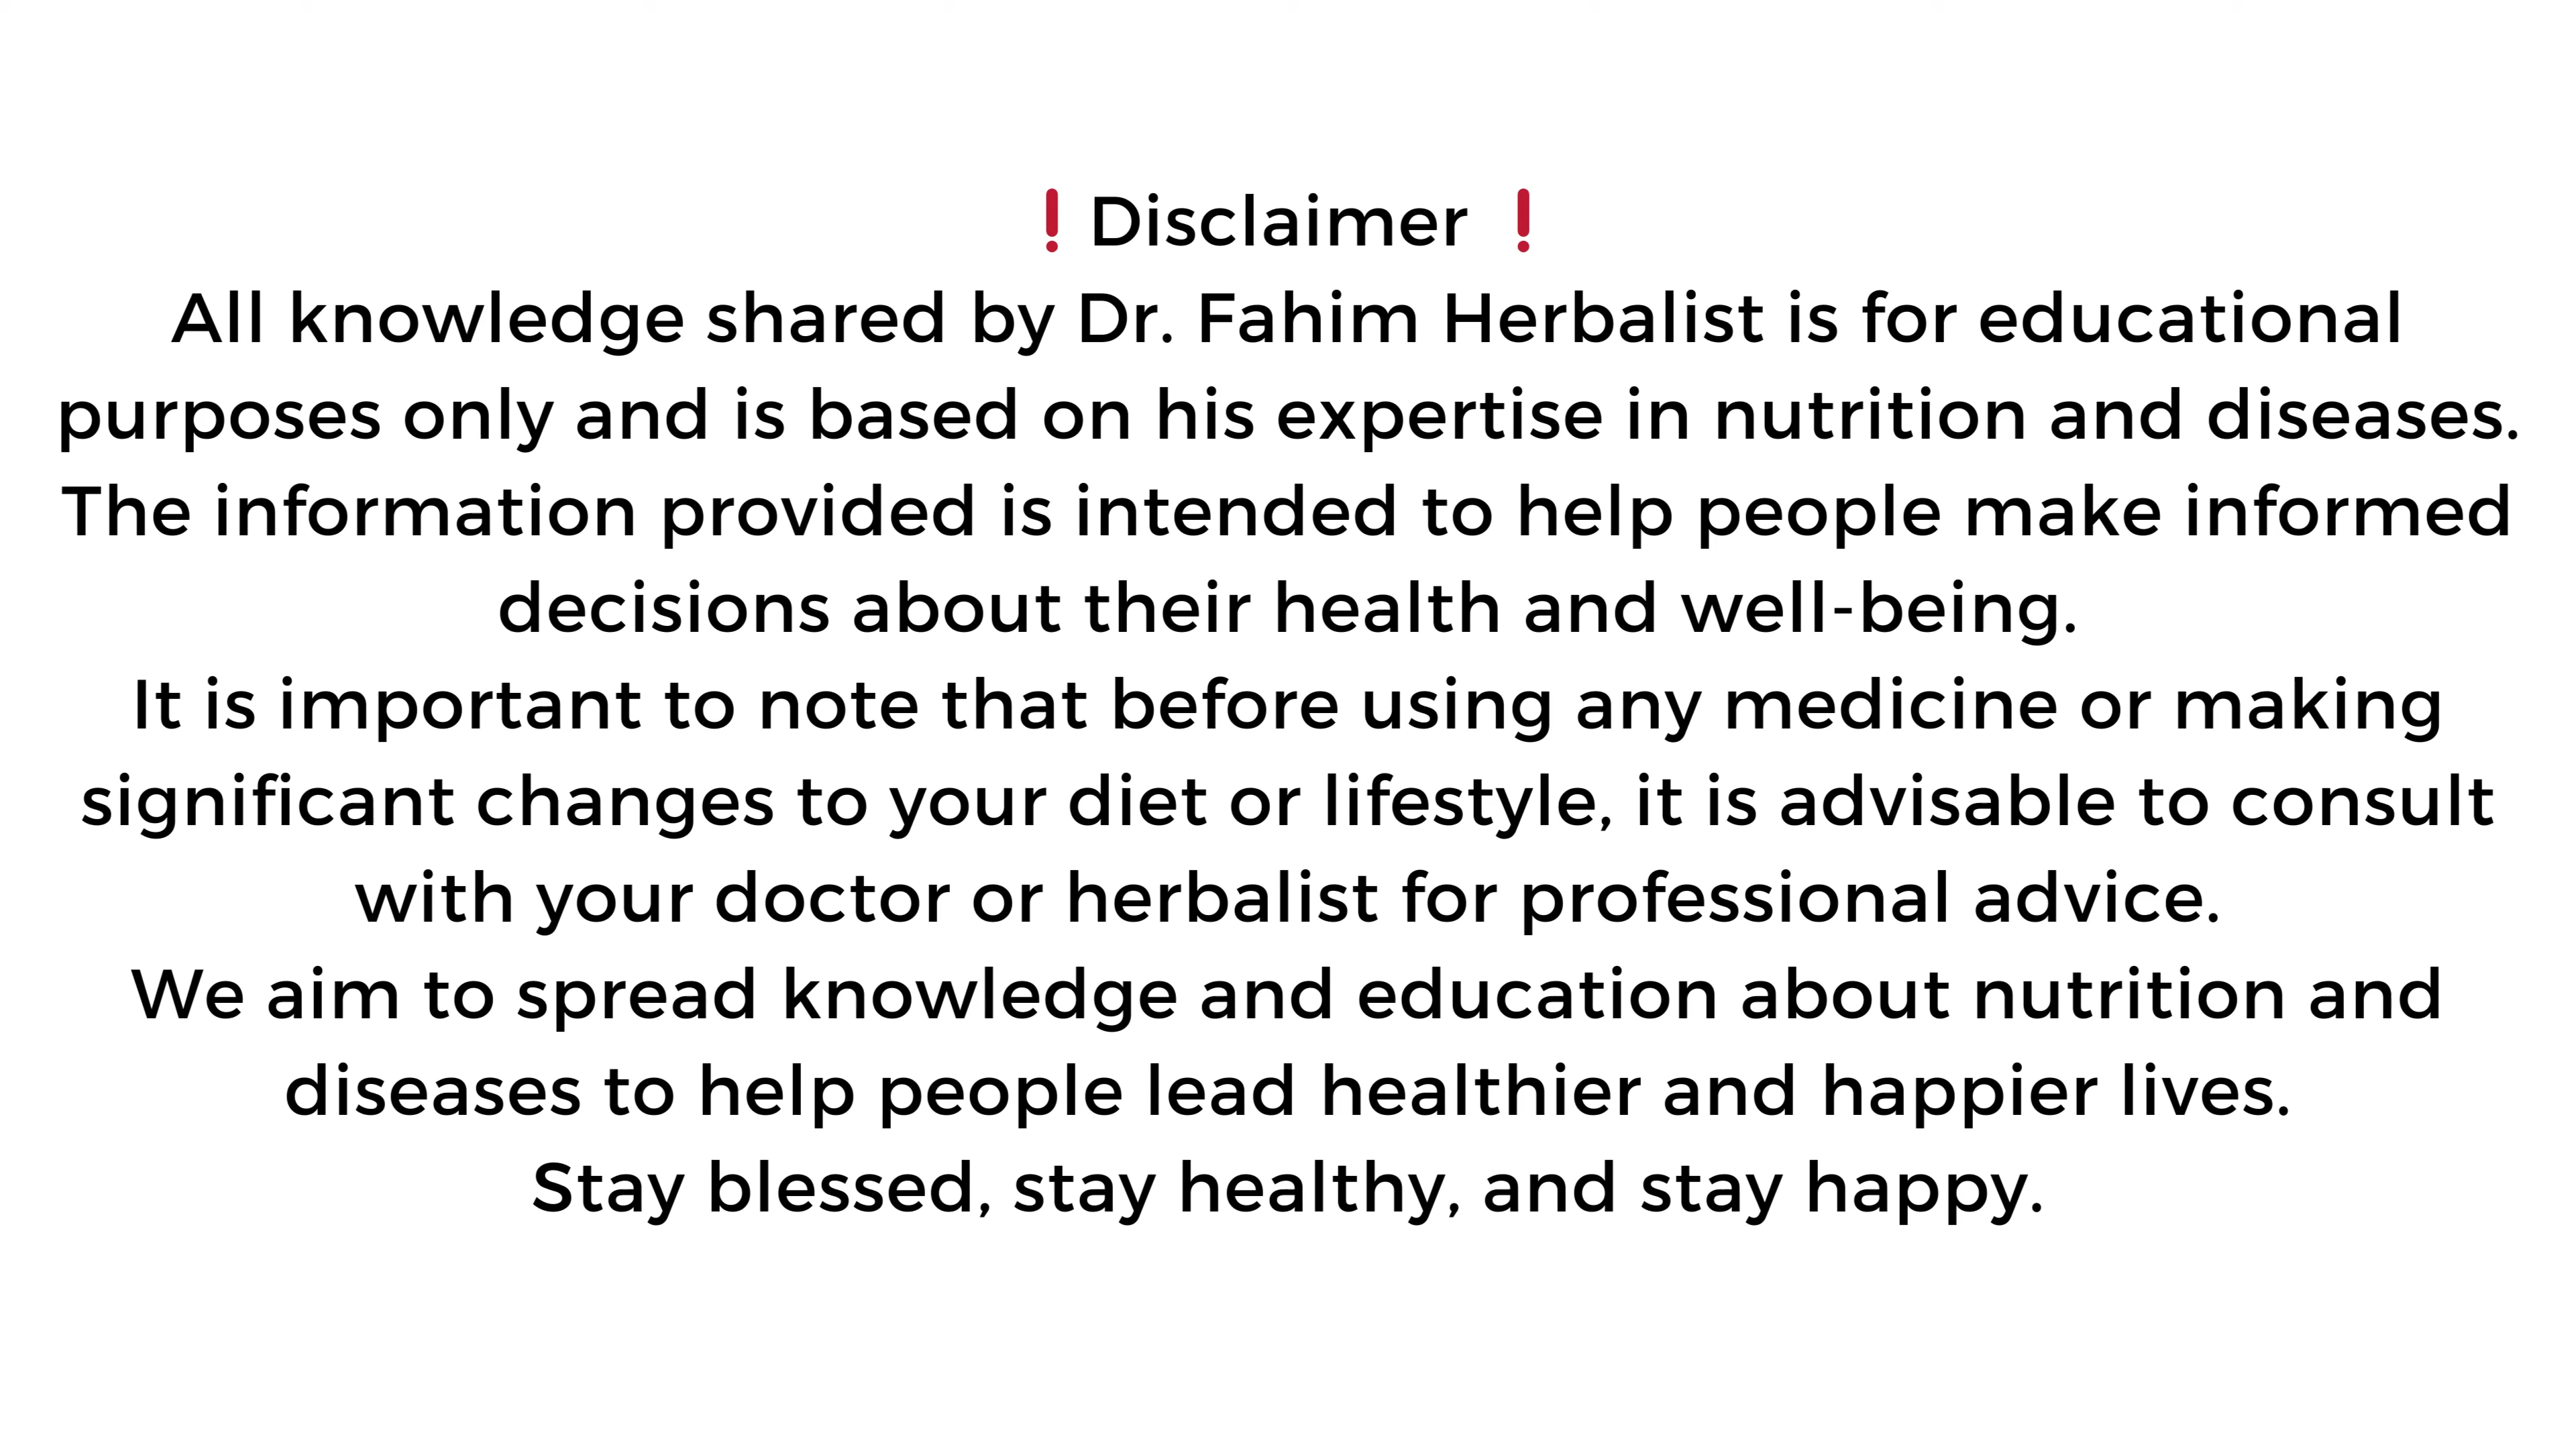 ❗Disclaimer ❗
All knowledge shared by Dr. Fahim Herbalist is for educational
purposes only and is based on his expertise in nutrition and diseases.
The information provided is intended to help people make informed
decisions about their health and well-being.
It is important to note that before using any medicine or making
significant changes to your diet or lifestyle, it is advisable to consult
with your doctor or herbalist for professional advice.
We aim to spread knowledge and education about nutrition and
diseases to help people lead healthier and happier lives.
Stay blessed, stay healthy, and stay happy.